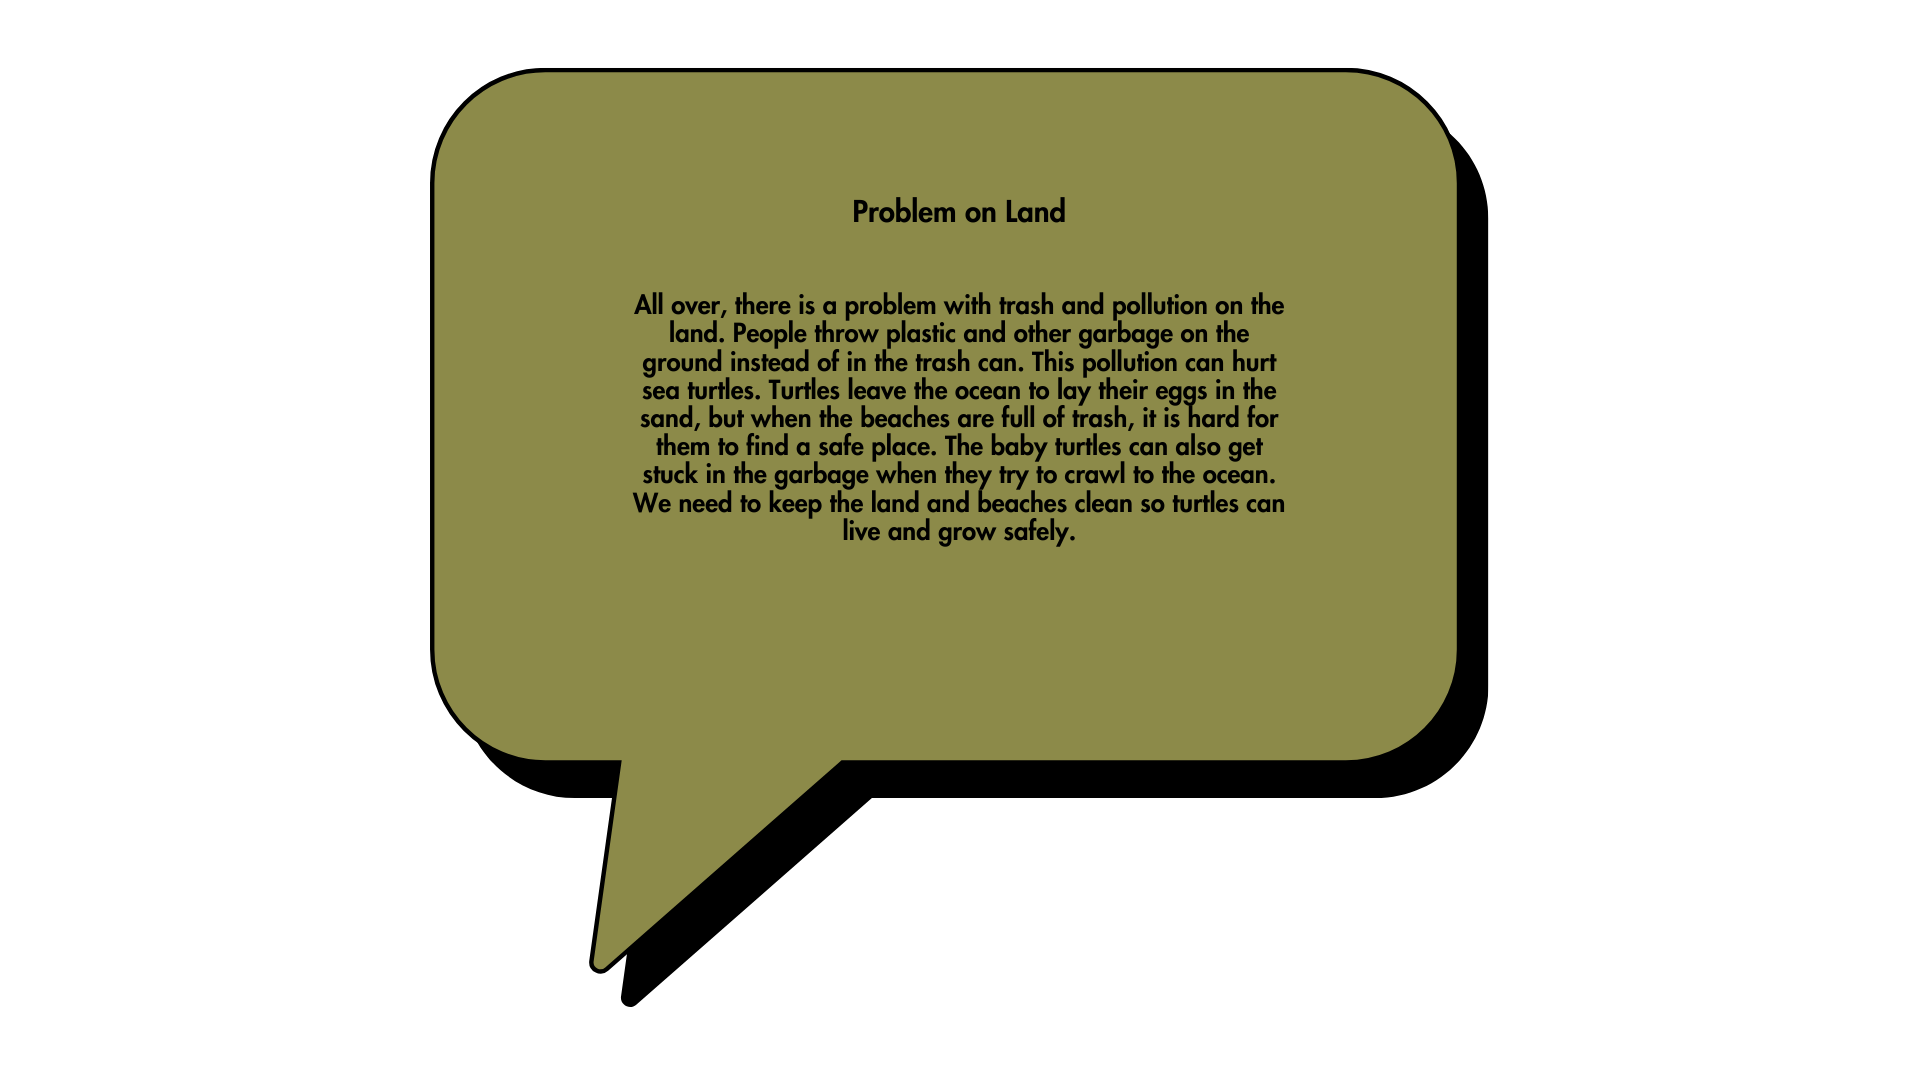 Problem on Land
All over, there is a problem with trash and pollution on the
land. People throw plastic and other garbage on the
ground instead of in the trash can. This pollution can hurt
sea turtles. Turtles leave the ocean to lay their eggs in the
sand, but when the beaches are full of trash, it is hard for
them to find a safe place. The baby turtles can also get
stuck in the garbage when they try to crawl to the ocean.
We need to keep the land and beaches clean so turtles can
live and grow safely.